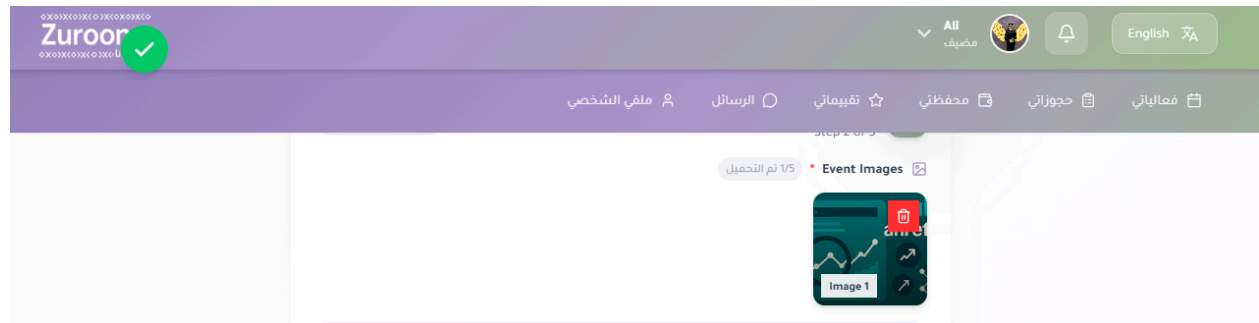 Zuroon
English
Ali
مضيف
فعالياتي
حجوزاتي
محفظتي
تقييماتي
الرسائل
ملفي الشخصي
Step 2 of 3
Event Images *
1/5 تم التحميل
Image 1